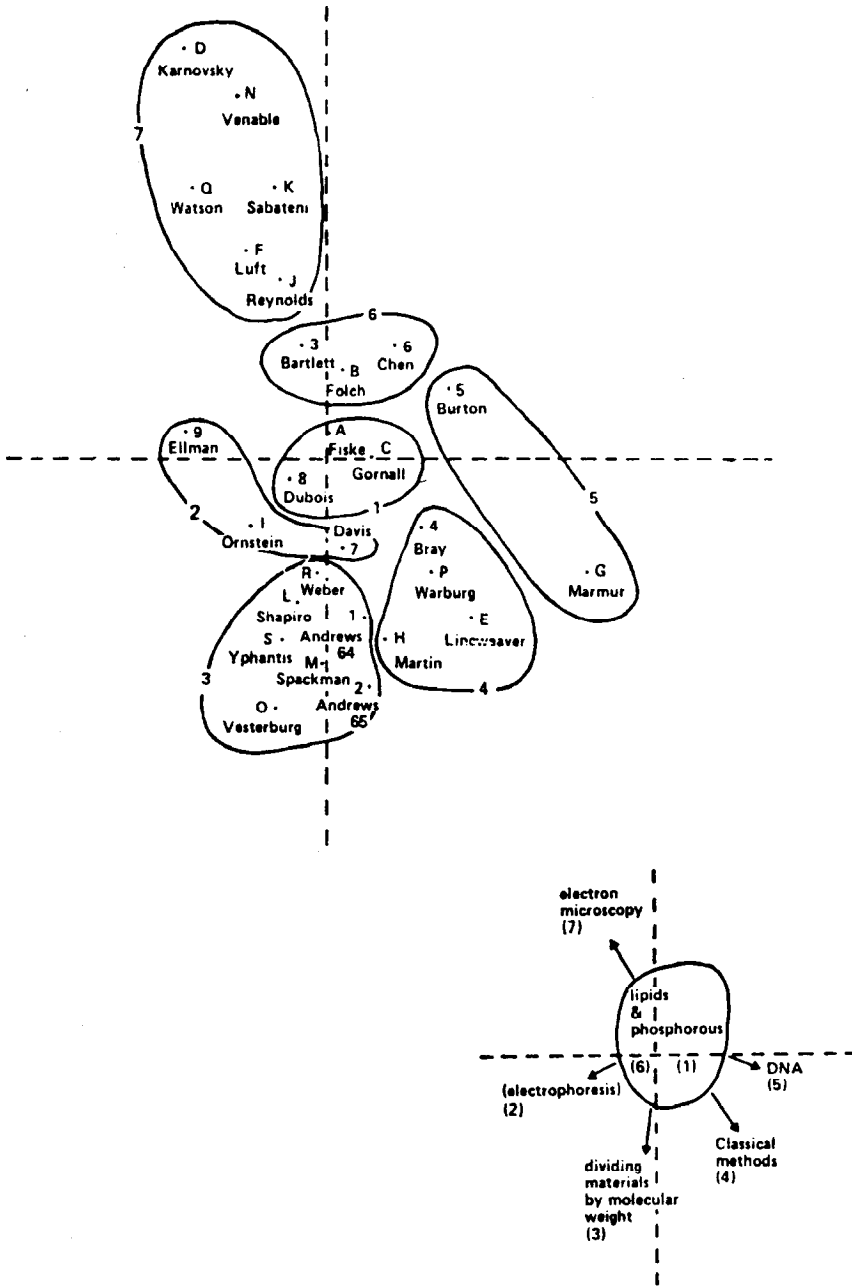 D
Karnovsky
N
Venable
7
Q K
Watson Sabateni
F
Luft
J
Reynolds
6
3 6
Bartlett Chen
B
Folch
5
Burton
9 A
Ellman Fiske C
Gornall
8
Dubois
5
1
2
I Davis 4
Ornstein
7 Bray
R P G
Weber Warburg Marmur
L
Shapiro 1 E
S Andrews H Lineweaver
Yphantis 64 Martin
M
3 Spackman
2 4
O Andrews
Vesterburg 65
electron
microscopy
(7)
lipids
&
phosphorous
(6) (1) DNA
(5)
(electrophoresis)
(2)
Classical
methods
(4)
dividing
materials
by molecular
weight
(3)